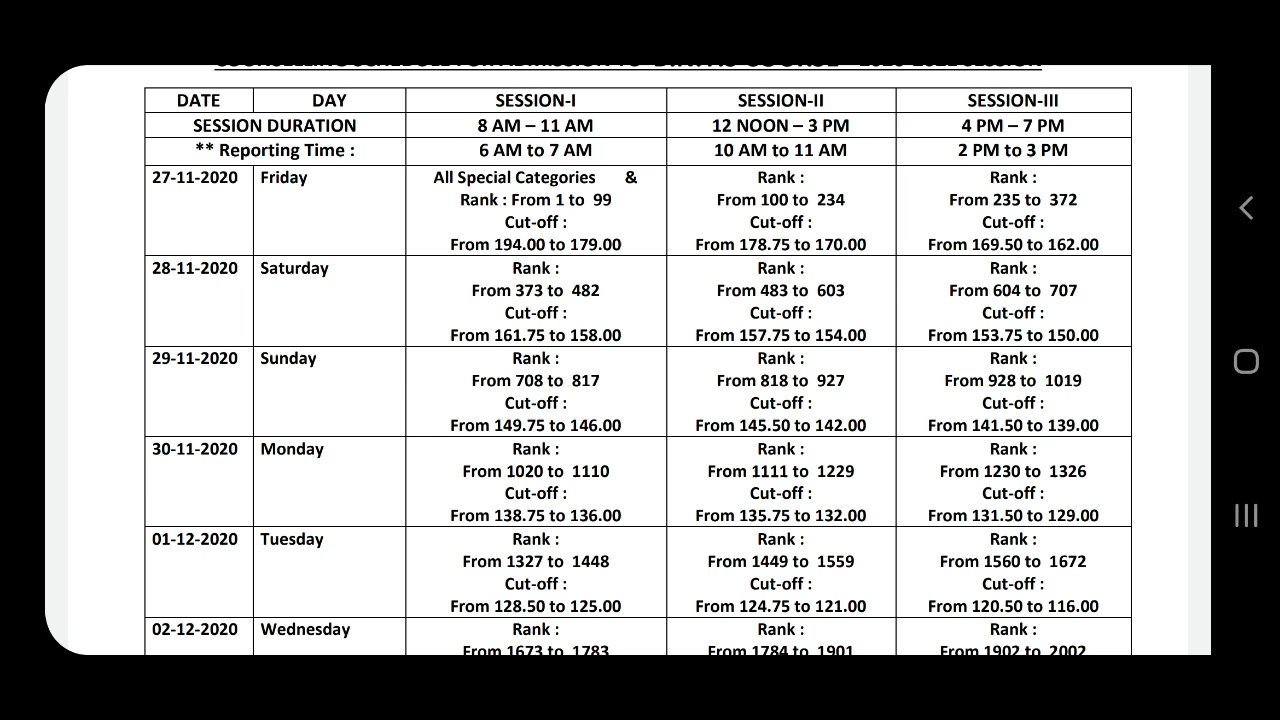 DATE DAY SESSION-I SESSION-II SESSION-III
SESSION DURATION 8 AM – 11 AM 12 NOON – 3 PM 4 PM – 7 PM
** Reporting Time : 6 AM to 7 AM 10 AM to 11 AM 2 PM to 3 PM
27-11-2020 Friday All Special Categories & Rank : Rank :
Rank : From 1 to 99 From 100 to 234 From 235 to 372
Cut-off : Cut-off : Cut-off :
From 194.00 to 179.00 From 178.75 to 170.00 From 169.50 to 162.00
28-11-2020 Saturday Rank : Rank : Rank :
From 373 to 482 From 483 to 603 From 604 to 707
Cut-off : Cut-off : Cut-off :
From 161.75 to 158.00 From 157.75 to 154.00 From 153.75 to 150.00
29-11-2020 Sunday Rank : Rank : Rank :
From 708 to 817 From 818 to 927 From 928 to 1019
Cut-off : Cut-off : Cut-off :
From 149.75 to 146.00 From 145.50 to 142.00 From 141.50 to 139.00
30-11-2020 Monday Rank : Rank : Rank :
From 1020 to 1110 From 1111 to 1229 From 1230 to 1326
Cut-off : Cut-off : Cut-off :
From 138.75 to 136.00 From 135.75 to 132.00 From 131.50 to 129.00
01-12-2020 Tuesday Rank : Rank : Rank :
From 1327 to 1448 From 1449 to 1559 From 1560 to 1672
Cut-off : Cut-off : Cut-off :
From 128.50 to 125.00 From 124.75 to 121.00 From 120.50 to 116.00
02-12-2020 Wednesday Rank : Rank : Rank :
From 1673 to 1783 From 1784 to 1901 From 1902 to 2002